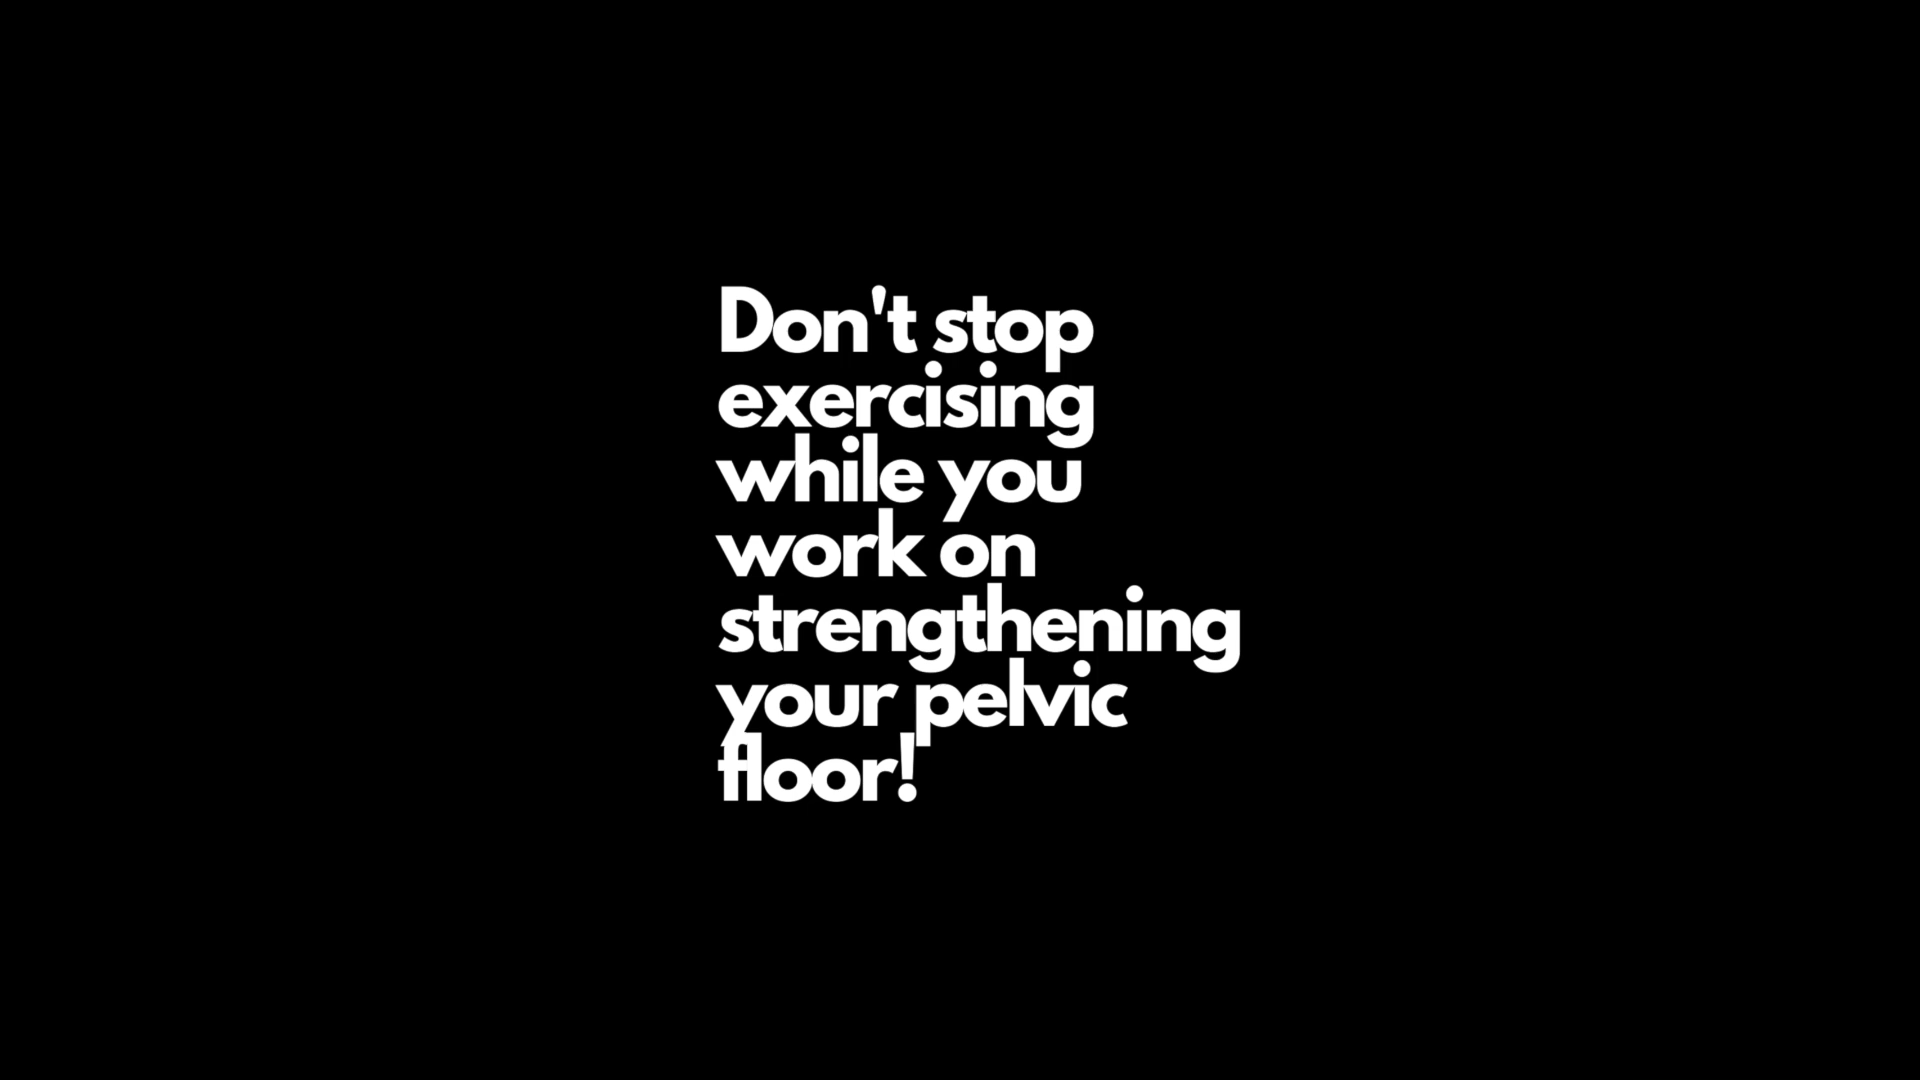 Don't stop
exercising
while you
work on
strengthening
your pelvic
floor!